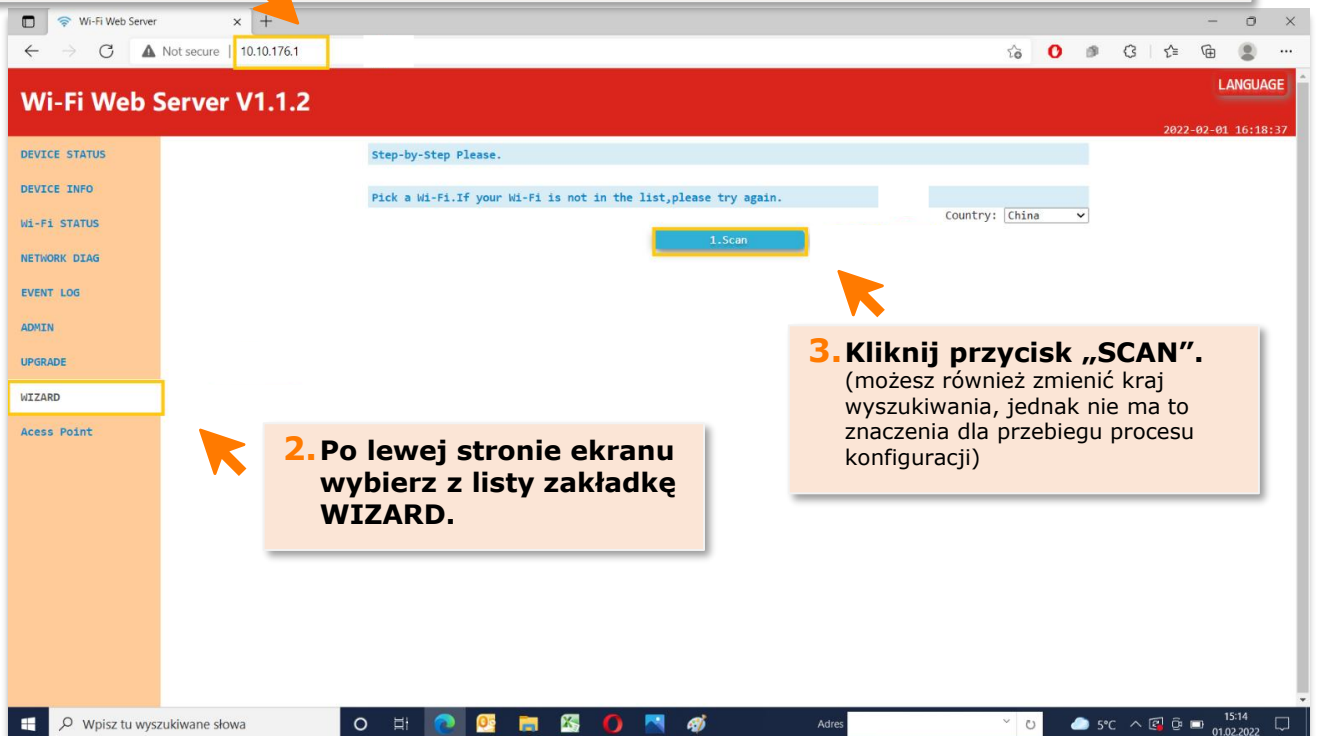 Wi-Fi Web Server
Not secure
10.10.176.1
Wi-Fi Web Server V1.1.2
LANGUAGE
2022-02-01 16:18:37
DEVICE STATUS
DEVICE INFO
Wi-Fi STATUS
NETWORK DIAG
EVENT LOG
ADMIN
UPGRADE
WIZARD
Acess Point
Step-by-Step Please.
Pick a Wi-Fi.If your Wi-Fi is not in the list,please try again.
Country: China
1.Scan
3. Kliknij przycisk „SCAN”.
(możesz również zmienić kraj
wyszukiwania, jednak nie ma to
znaczenia dla przebiegu procesu
konfiguracji)
2. Po lewej stronie ekranu
wybierz z listy zakładkę
WIZARD.
Wpisz tu wyszukiwane słowa
Adres
5°C
15:14
01.02.2022